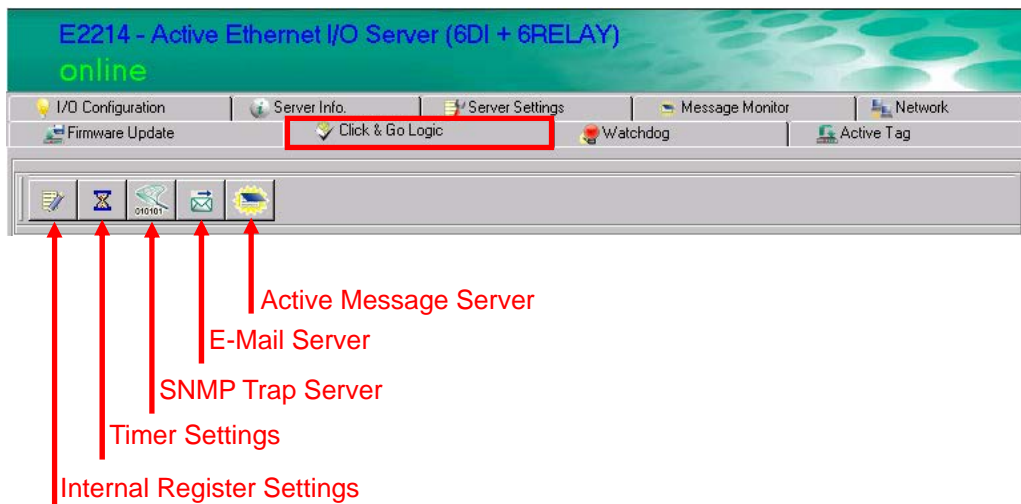 E2214 - Active Ethernet I/O Server (6DI + 6RELAY)
online
I/O Configuration
Server Info.
Server Settings
Message Monitor
Network
Firmware Update
Click & Go Logic
Watchdog
Active Tag
010101
Active Message Server
E-Mail Server
SNMP Trap Server
Timer Settings
Internal Register Settings